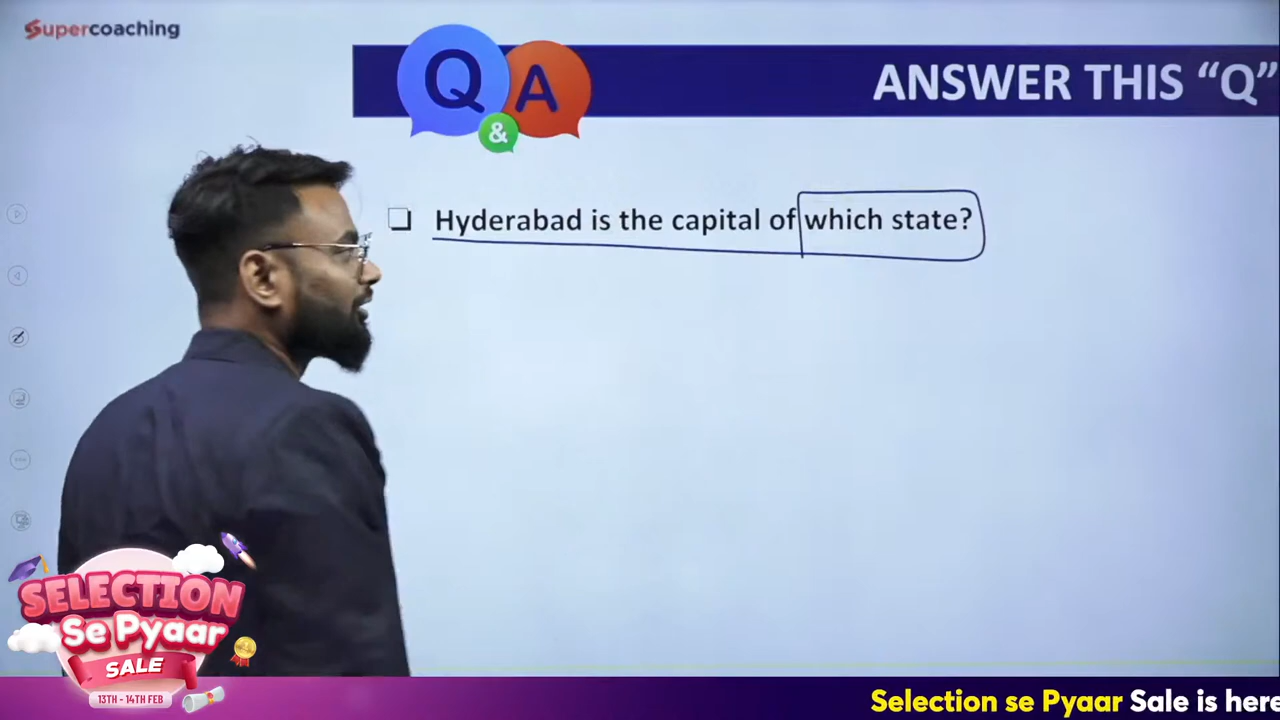 Supercoaching
Q & A
ANSWER THIS “Q”
Hyderabad is the capital of which state?
SELECTION
Se Pyaar
SALE
13TH - 14TH FEB
Selection se Pyaar Sale is here